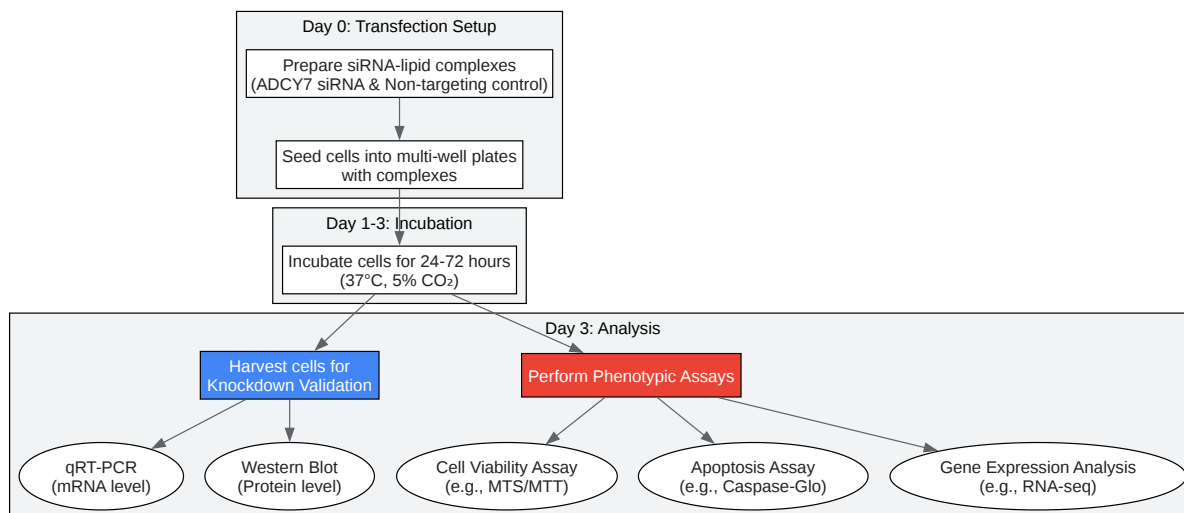 Day 0: Transfection Setup
Prepare siRNA-lipid complexes
(ADCY7 siRNA & Non-targeting control)
Seed cells into multi-well plates
with complexes
Day 1-3: Incubation
Incubate cells for 24-72 hours
(37°C, 5% CO₂)
Day 3: Analysis
Harvest cells for
Knockdown Validation
Perform Phenotypic Assays
qRT-PCR
(mRNA level)
Western Blot
(Protein level)
Cell Viability Assay
(e.g., MTS/MTT)
Apoptosis Assay
(e.g., Caspase-Glo)
Gene Expression Analysis
(e.g., RNA-seq)